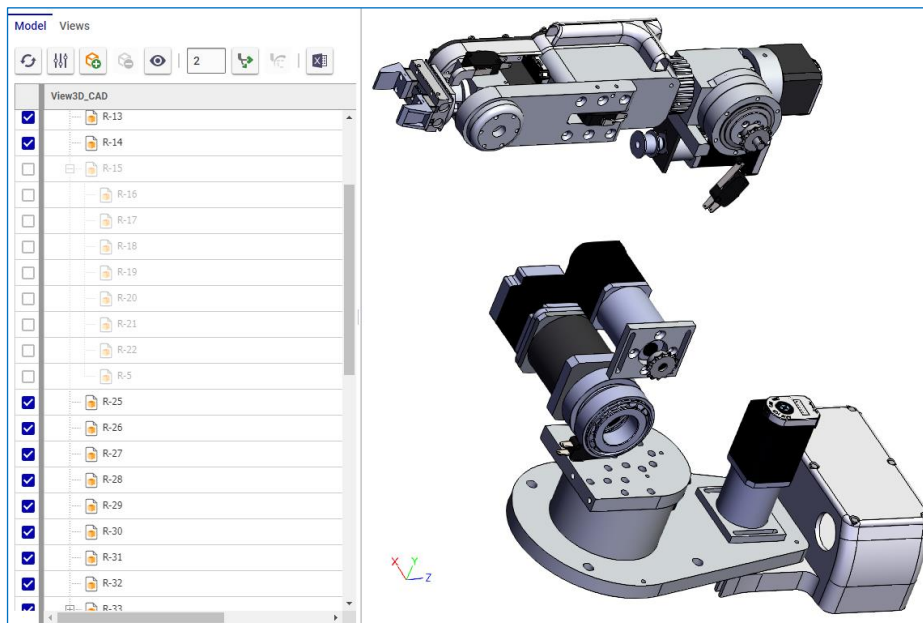 Model Views
2
View3D_CAD
R-13
R-14
R-15
R-16
R-17
R-18
R-19
R-20
R-21
R-22
R-5
R-25
R-26
R-27
R-28
R-29
R-30
R-31
R-32
R-33
X Y Z